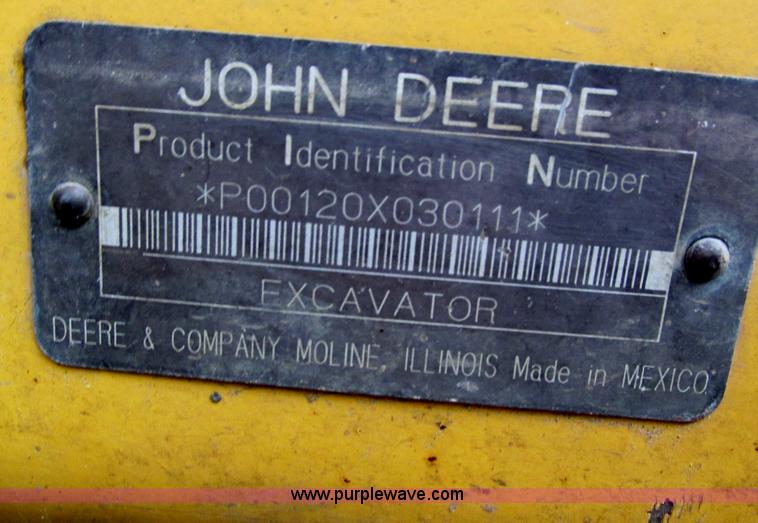 JOHN DEERE
Product Identification Number
*P00120X030111*
EXCAVATOR
DEERE & COMPANY MOLINE, ILLINOIS Made in MEXICO
www.purplewave.com